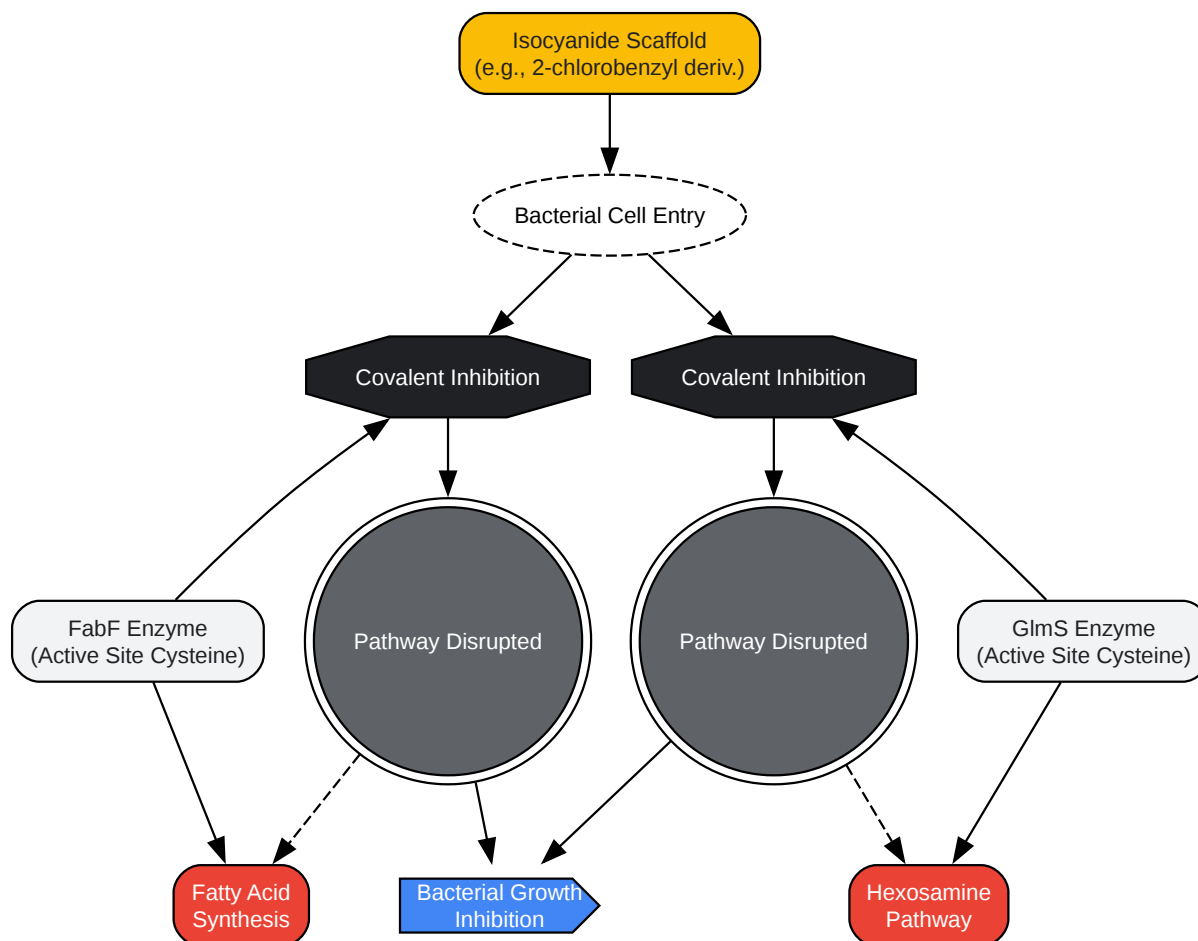 Isocyanide Scaffold
(e.g., 2-chlorobenzyl deriv.)
Bacterial Cell Entry
Covalent Inhibition
Covalent Inhibition
FabF Enzyme
(Active Site Cysteine)
Pathway Disrupted
Pathway Disrupted
GlmS Enzyme
(Active Site Cysteine)
Fatty Acid
Synthesis
Bacterial Growth
Inhibition
Hexosamine
Pathway